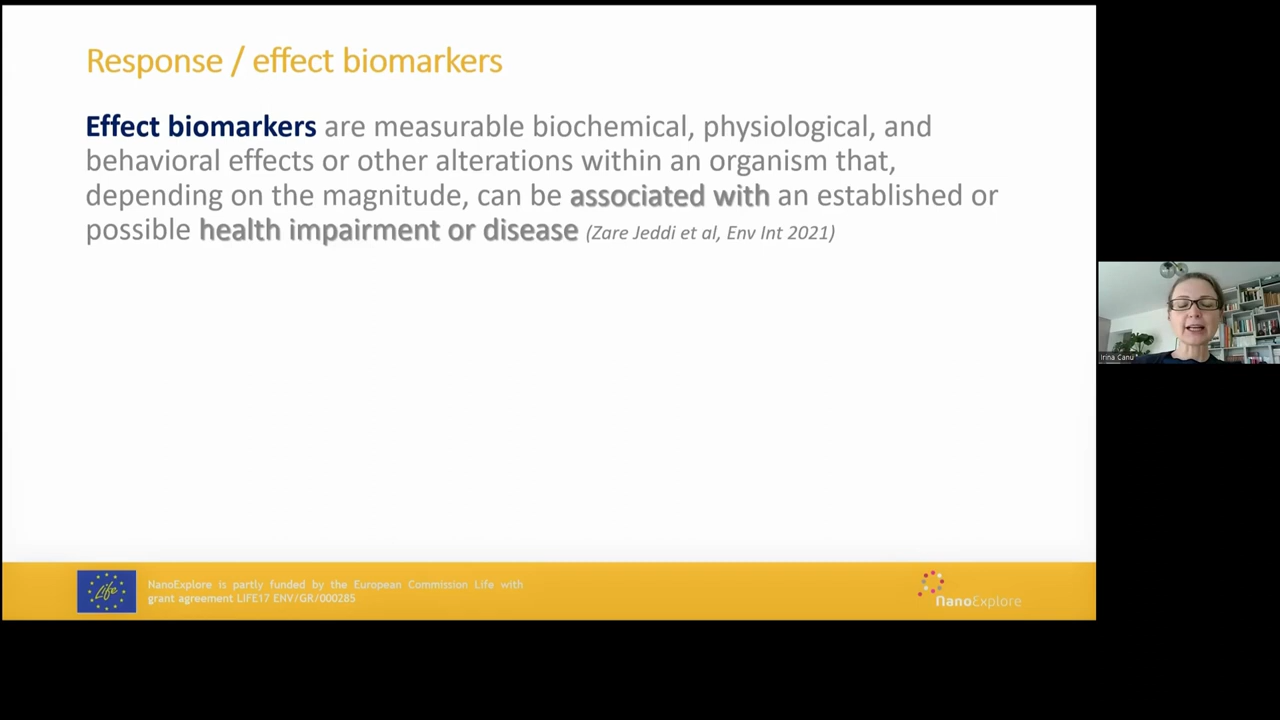 Response / effect biomarkers
Effect biomarkers are measurable biochemical, physiological, and
behavioral effects or other alterations within an organism that,
depending on the magnitude, can be associated with an established or
possible health impairment or disease (Zare Jeddi et al, Env Int 2021)
Irina Canu
Life
NanoExplore is partly funded by the European Commission Life with
grant agreement LIFE17 ENV/GR/000285
NanoExplore